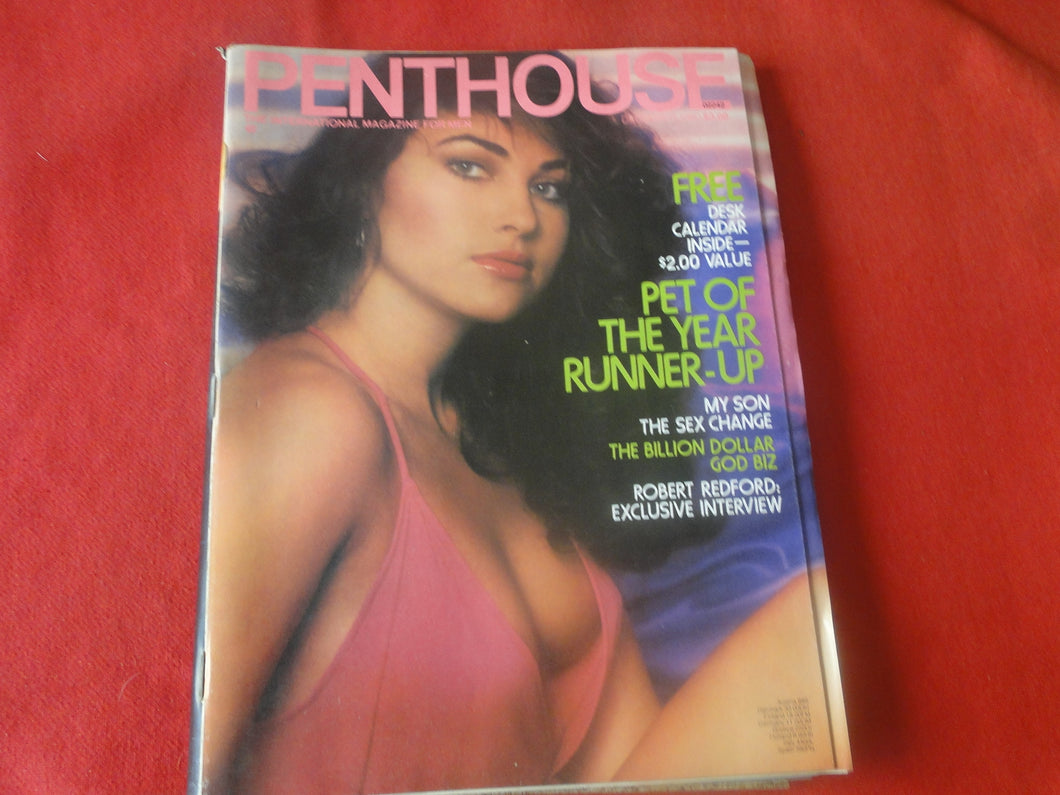 PENTHOUSE
INTERNATIONAL MAGAZINE FOR MEN
FREE
DESK
CALENDAR
INSIDE—
$2.00 VALUE
PET OF
THE YEAR
RUNNER-UP
MY SON
THE SEX CHANGE
THE BILLION DOLLAR
GOD BIZ
ROBERT REDFORD:
EXCLUSIVE INTERVIEW